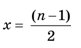 x = (n-1)/2